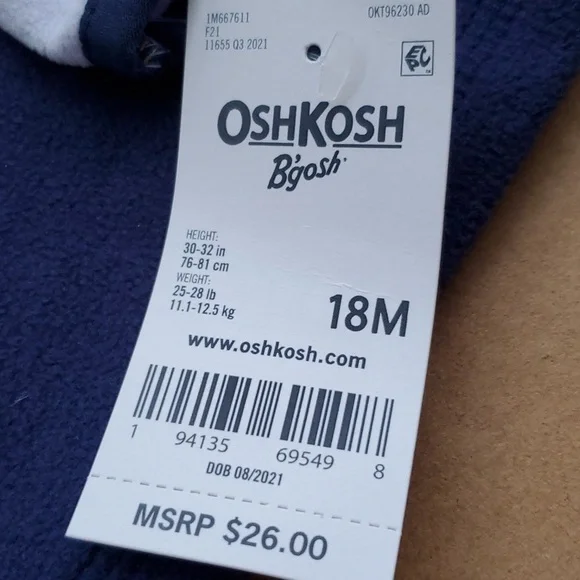 1M667611
F21
11655 Q3 2021
OKT96230 AD
OSHKOSH
B'gosh
HEIGHT:
30-32 in
76-81 cm
WEIGHT:
25-28 lb
11.1-12.5 kg
18M
www.oshkosh.com
1 94135 69549 8
DOB 08/2021
MSRP $26.00